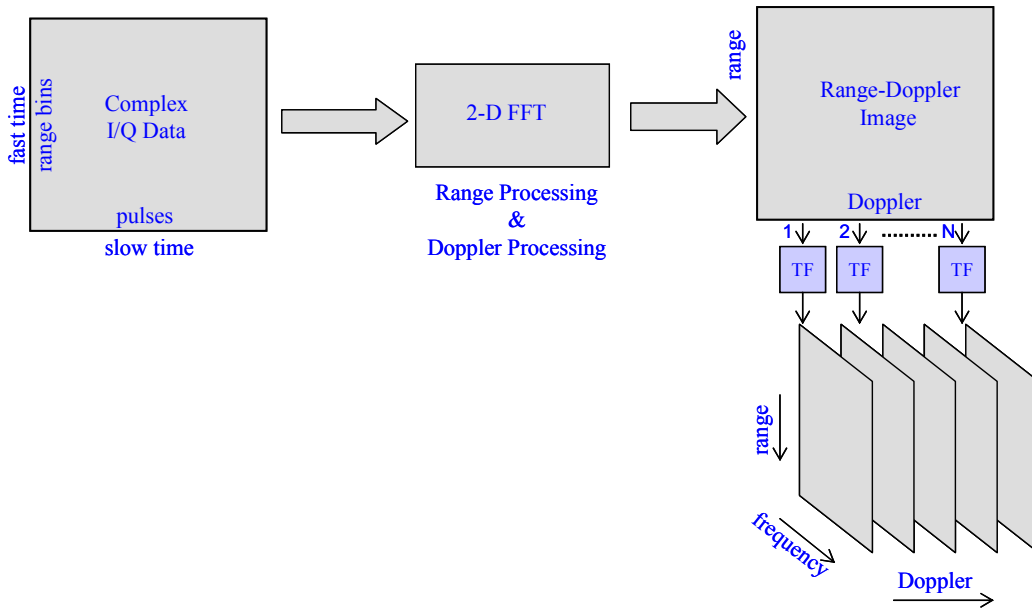 fast time
range bins
Complex
I/Q Data
pulses
slow time
2-D FFT
Range Processing
&
Doppler Processing
range
Range-Doppler
Image
Doppler
1 2 .......... N
TF TF TF
range
frequency
Doppler